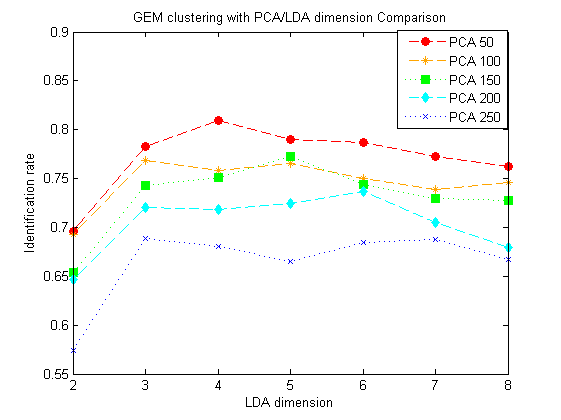 GEM clustering with PCA/LDA dimension Comparison
PCA 50
PCA 100
PCA 150
PCA 200
PCA 250
0.9
0.85
0.8
0.75
0.7
0.65
0.6
0.55
Identification rate
2 3 4 5 6 7 8
LDA dimension